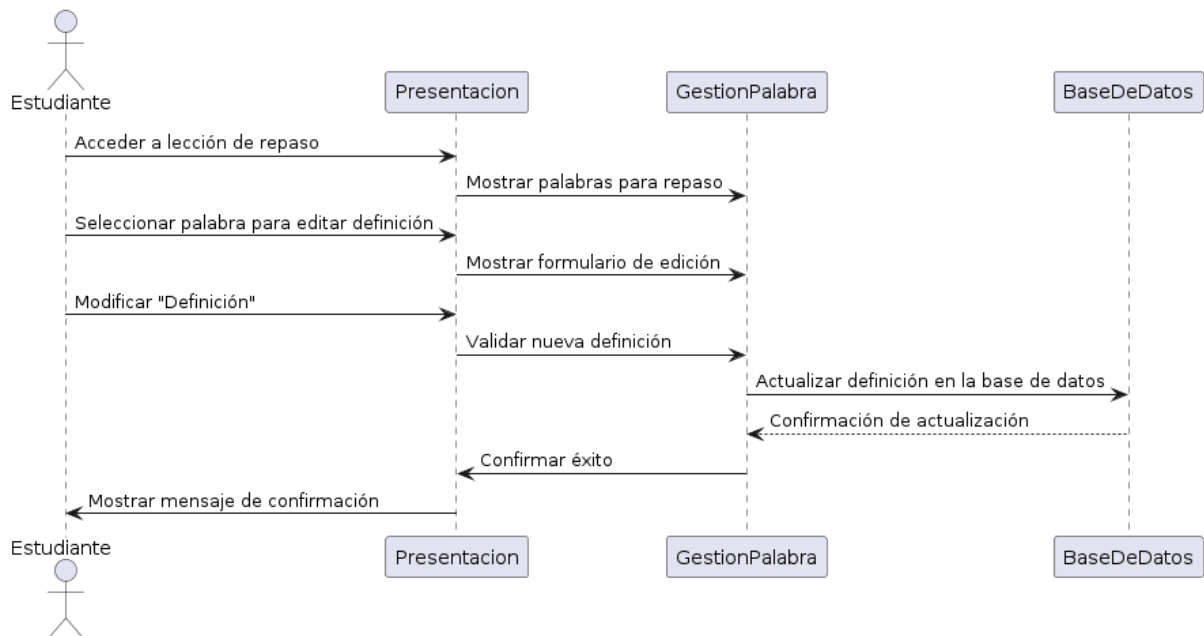 Estudiante
Presentacion
GestionPalabra
BaseDeDatos
Acceder a lección de repaso
Mostrar palabras para repaso
Seleccionar palabra para editar definición
Mostrar formulario de edición
Modificar "Definición"
Validar nueva definición
Actualizar definición en la base de datos
Confirmación de actualización
Confirmar éxito
Mostrar mensaje de confirmación
Estudiante
Presentacion
GestionPalabra
BaseDeDatos